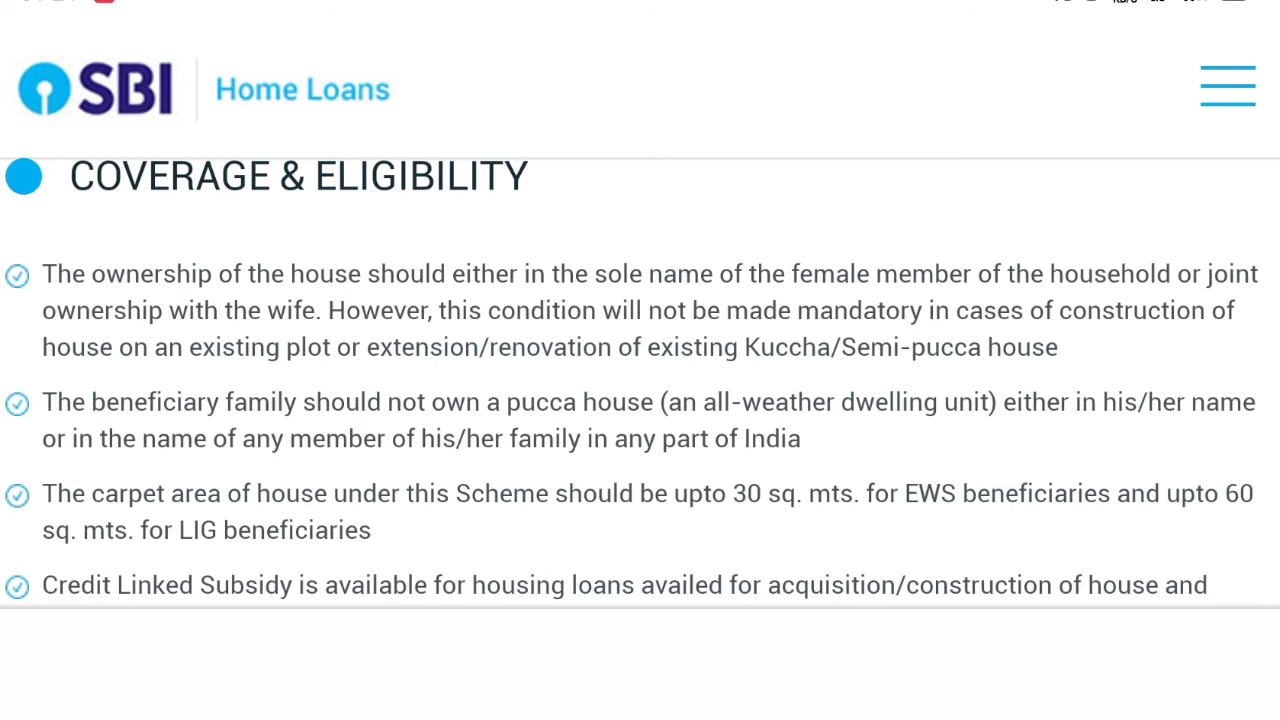 SBI Home Loans
COVERAGE & ELIGIBILITY
The ownership of the house should either in the sole name of the female member of the household or joint
ownership with the wife. However, this condition will not be made mandatory in cases of construction of
house on an existing plot or extension/renovation of existing Kuccha/Semi-pucca house
The beneficiary family should not own a pucca house (an all-weather dwelling unit) either in his/her name
or in the name of any member of his/her family in any part of India
The carpet area of house under this Scheme should be upto 30 sq. mts. for EWS beneficiaries and upto 60
sq. mts. for LIG beneficiaries
Credit Linked Subsidy is available for housing loans availed for acquisition/construction of house and